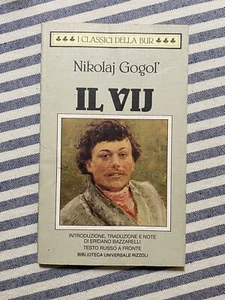 I CLASSICI DELLA BUR
Nikolaj Gogol'
IL VIJ
INTRODUZIONE, TRADUZIONE E NOTE
DI ERIDANO BAZZARELLI
TESTO RUSSO A FRONTE
BIBLIOTECA UNIVERSALE RIZZOLI